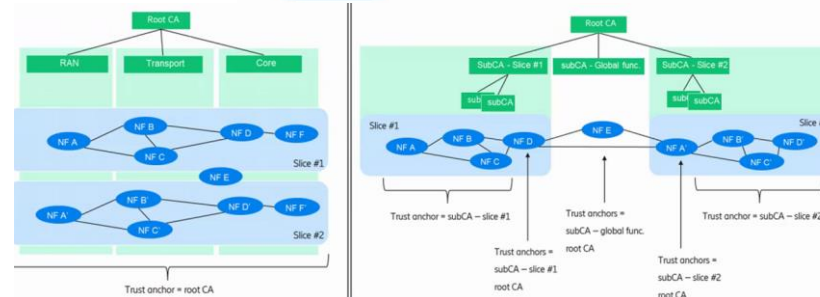 Root CA
RAN
Transport
Core
NF A
NF B
NF C
NF D
NF F
Slice #1
NF E
NF A'
NF B'
NF C'
NF D'
NF F'
Slice #2
Trust anchor = root CA
Root CA
SubCA - Slice #1
subCA - Global func.
SubCA - Slice #2
subCA
subCA
Slice #1
NF A
NF B
NF C
NF D
NF E
NF A'
NF B'
NF C'
NF D'
Trust anchor = subCA – slice #1
Trust anchors =
subCA – slice #1
root CA
Trust anchors =
subCA – global func.
root CA
Trust anchors =
subCA – slice #2
root CA
Trust anchor = subCA – slice #2